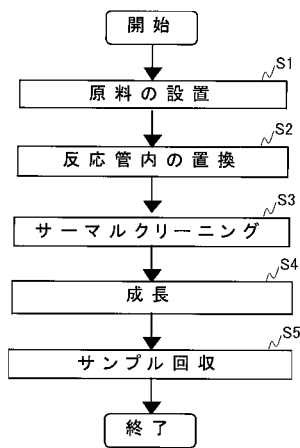 開始
S1
原料の設置
S2
反応管内の置換
S3
サーマルクリーニング
S4
成長
S5
サンプル回収
終了